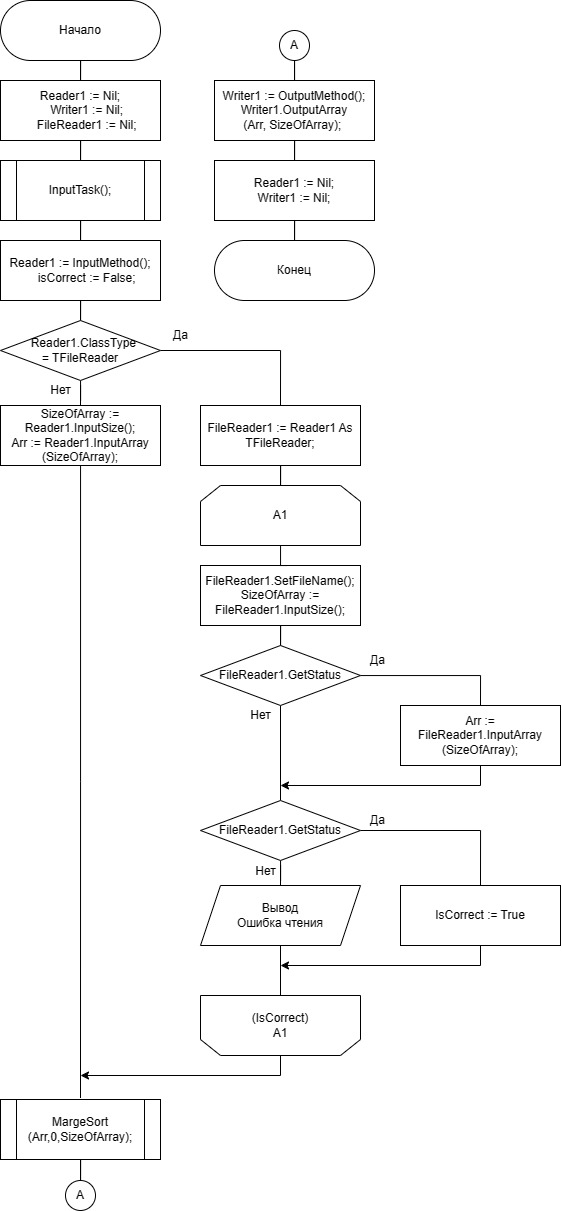 Начало
Reader1 := Nil;
Writer1 := Nil;
FileReader1 := Nil;
InputTask();
Reader1 := InputMethod();
isCorrect := False;
Reader1.ClassType
= TFileReader
Да
Нет
SizeOfArray :=
Reader1.InputSize();
Arr := Reader1.InputArray
(SizeOfArray);
FileReader1 := Reader1 As
TFileReader;
A1
FileReader1.SetFileName();
SizeOfArray :=
FileReader1.InputSize();
FileReader1.GetStatus
Да
Нет
Arr :=
FileReader1.InputArray
(SizeOfArray);
FileReader1.GetStatus
Да
Нет
Вывод
Ошибка чтения
IsCorrect := True
(IsCorrect)
A1
MargeSort
(Arr,0,SizeOfArray);
A
A
Writer1 := OutputMethod();
Writer1.OutputArray
(Arr, SizeOfArray);
Reader1 := Nil;
Writer1 := Nil;
Конец